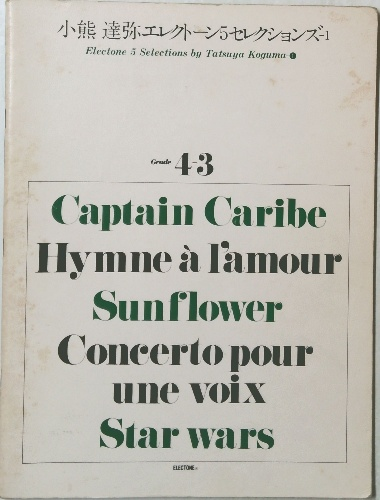 小熊 達弥エレクトーン5セレクションズ-1
Electone 5 Selections by Tatsuya Koguma 1
Grade 4-3
Captain Caribe
Hymne à l'amour
Sunflower
Concerto pour
une voix
Star wars
ELECTONE®